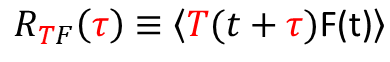 R_{TF}(τ) ≡ ⟨T(t + τ)F(t)⟩